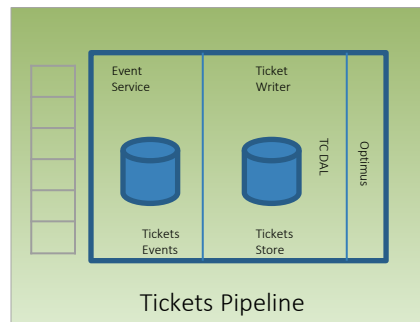 Event
Service
Ticket
Writer
TC DAL
Optimus
Tickets
Events
Tickets
Store
Tickets Pipeline